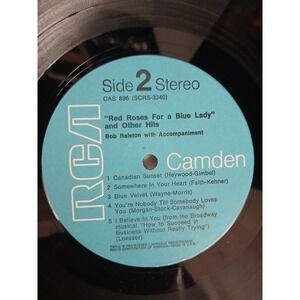 Side 2 Stereo
CAS 896 (SCRS-3340)
"Red Roses For a Blue Lady"
and Other Hits
Bob Ralston with Accompaniment
RCA Camden
1 Canadian Sunset (Heywood-Gimbel)
2 Somewhere In Your Heart (Faith-Kehner)
3 Blue Velvet (Wayne-Morris)
4 You're Nobody Till Somebody Loves
You (Morgan-Stock-Cavanaugh)
5 I Believe in You (from the Broadway
musical "How to Succeed in
Business Without Really Trying")
(Loesser)